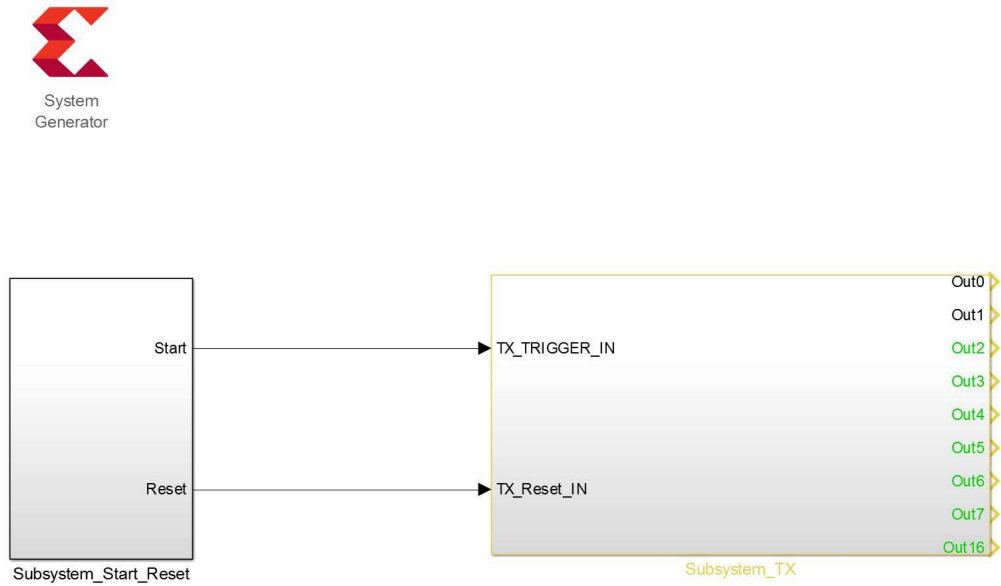 System
Generator
Out0
Out1
Start
TX_TRIGGER_IN
Out2
Out3
Out4
Out5
Reset
TX_Reset_IN
Out6
Out7
Out16
Subsystem_Start_Reset
Subsystem_TX